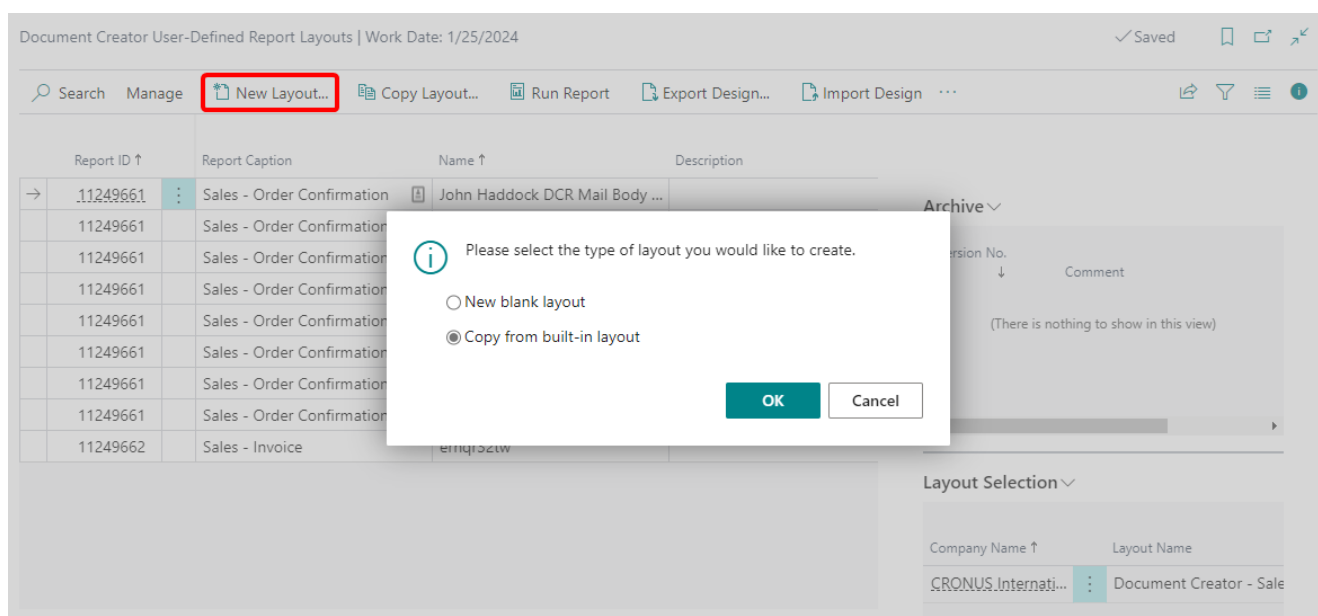 Document Creator User-Defined Report Layouts | Work Date: 1/25/2024
Saved
Search Manage New Layout... Copy Layout... Run Report Export Design... Import Design ...
Report ID ↑ Report Caption Name ↑ Description
11249661 Sales - Order Confirmation John Haddock DCR Mail Body ...
11249661 Sales - Order Confirmation
11249661 Sales - Order Confirmation
11249661 Sales - Order Confirmation
11249661 Sales - Order Confirmation
11249661 Sales - Order Confirmation
11249661 Sales - Order Confirmation
11249661 Sales - Order Confirmation
11249662 Sales - Invoice
Please select the type of layout you would like to create.
New blank layout
Copy from built-in layout
OK Cancel
Archive
No.
↓ Comment
(There is nothing to show in this view)
Layout Selection
Company Name ↑ Layout Name
CRONUS Internati... Document Creator - Sale